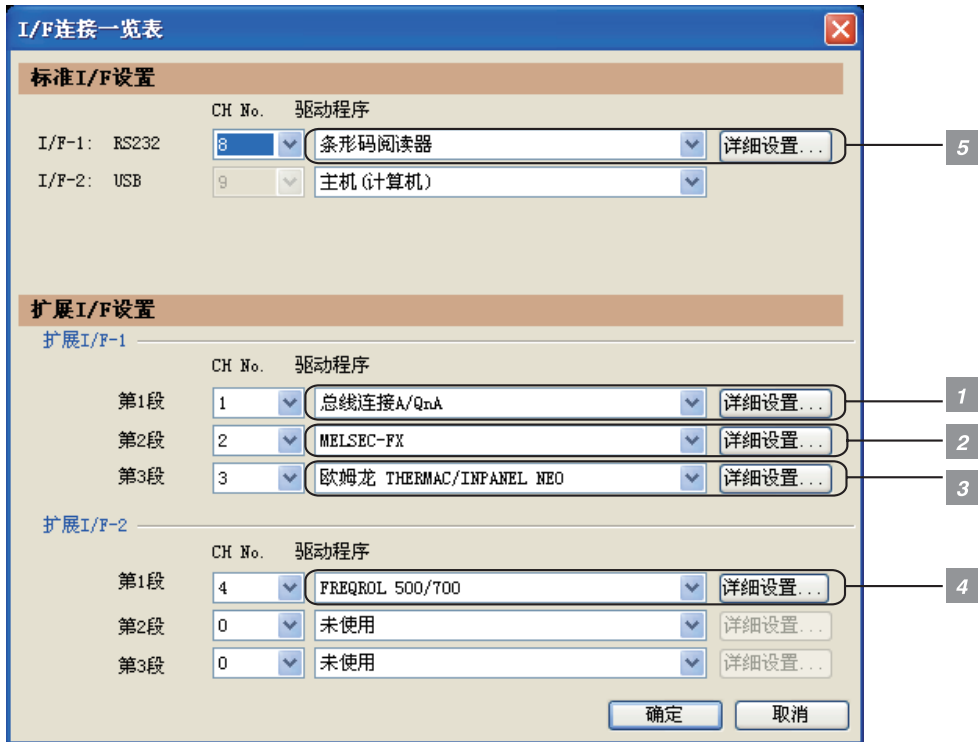 I/F连接一览表
标准I/F设置
CH No. 驱动程序
I/F-1: RS232 8 条形码阅读器 详细设置... 5
I/F-2: USB 9 主机(计算机)
扩展I/F设置
扩展I/F-1
CH No. 驱动程序
第1段 1 总线连接A/QnA 详细设置... 1
第2段 2 MELSEC-FX 详细设置... 2
第3段 3 欧姆龙 THERMAC/INPANEL NEO 详细设置... 3
扩展I/F-2
CH No. 驱动程序
第1段 4 FREQROL 500/700 详细设置... 4
第2段 0 未使用 详细设置...
第3段 0 未使用 详细设置...
确定 取消